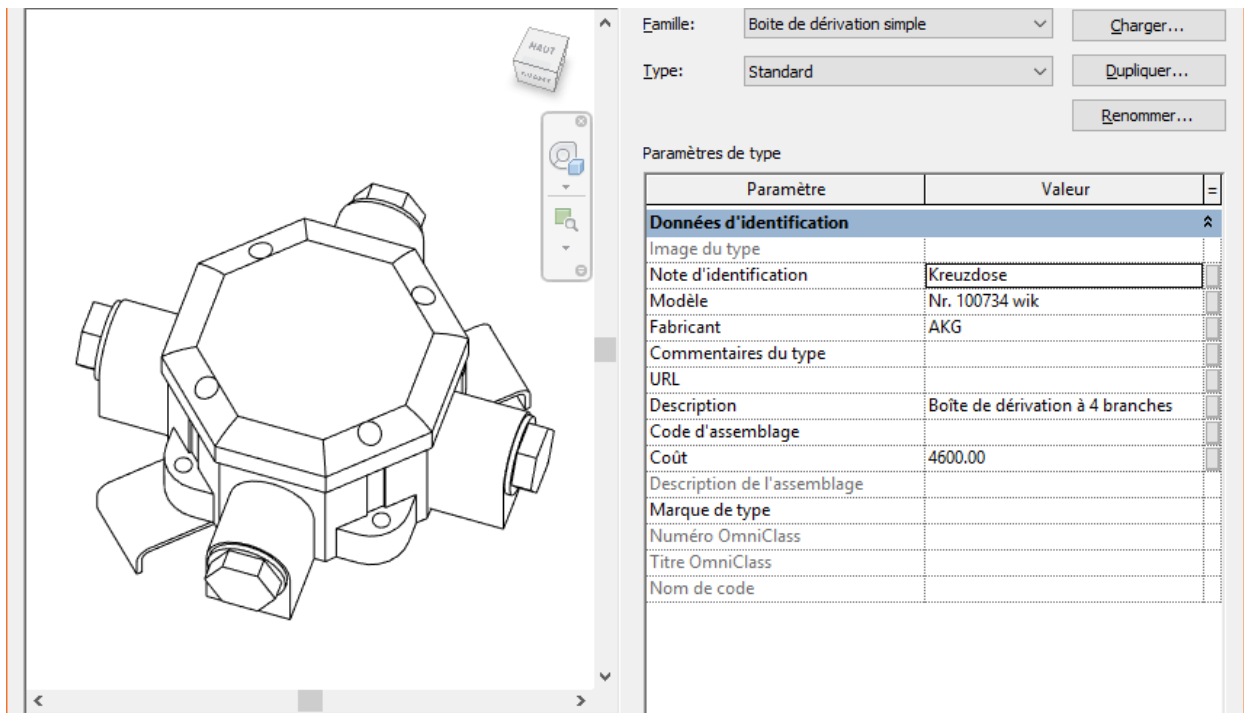 HAUT
Famille: Boite de dérivation simple Charger...
Type: Standard Dupliquer...
Renommer...
Paramètres de type
Paramètre Valeur =
Données d'identification
Image du type
Note d'identification Kreuzdose
Modèle Nr. 100734 wik
Fabricant AKG
Commentaires du type
URL
Description Boîte de dérivation à 4 branches
Code d'assemblage
Coût 4600.00
Description de l'assemblage
Marque de type
Numéro OmniClass
Titre OmniClass
Nom de code